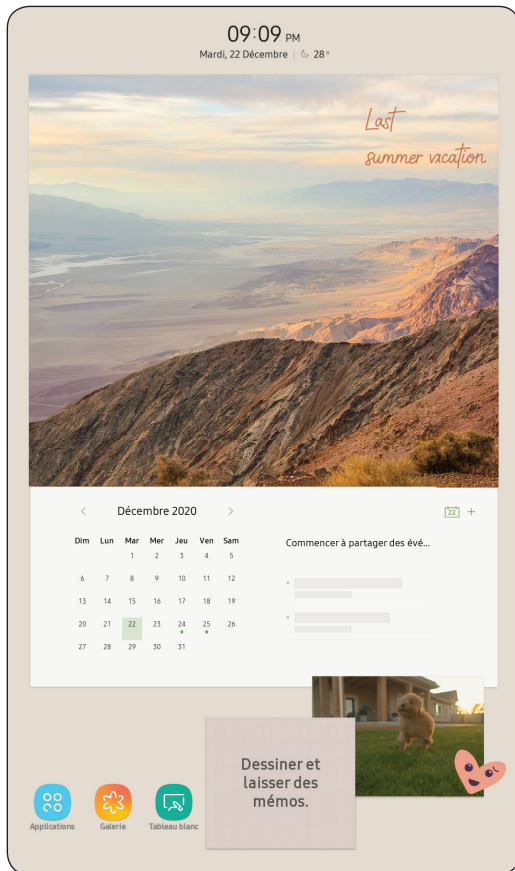 09:09 PM
Mardi, 22 Décembre | 28°
Last
summer vacation
Décembre 2020
22 +
Dim Lun Mar Mer Jeu Ven Sam
1 2 3 4 5
6 7 8 9 10 11 12
13 14 15 16 17 18 19
20 21 22 23 24 25 26
27 28 29 30 31
Commencer à partager des évé...
Dessiner et
laisser des
mémos.
Applications Galerie Tableau blanc